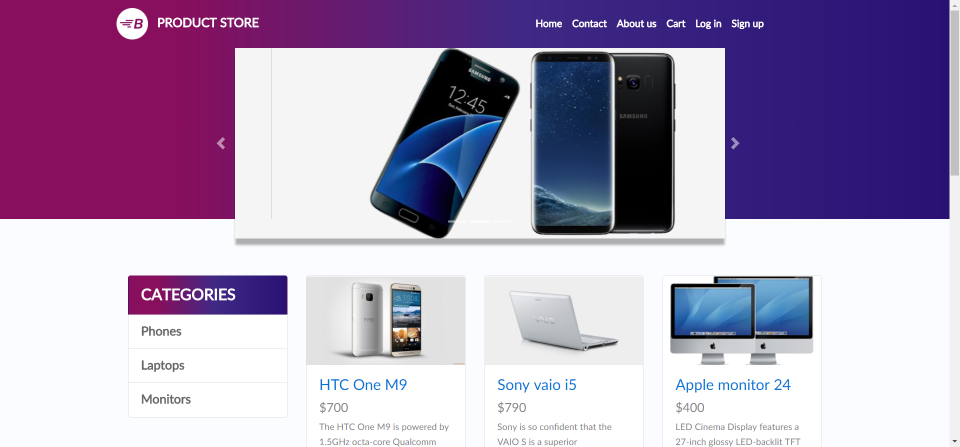 B PRODUCT STORE
Home Contact About us Cart Log in Sign up
SAMSUNG
12:45
SAMSUNG
CATEGORIES
Phones
Laptops
Monitors
VAIO
HTC One M9
$700
The HTC One M9 is powered by
1.5GHz octa-core Qualcomm
Sony vaio i5
$790
Sony is so confident that the
VAIO S is a superior
Apple monitor 24
$400
LED Cinema Display features a
27-inch glossy LED-backlit TFT